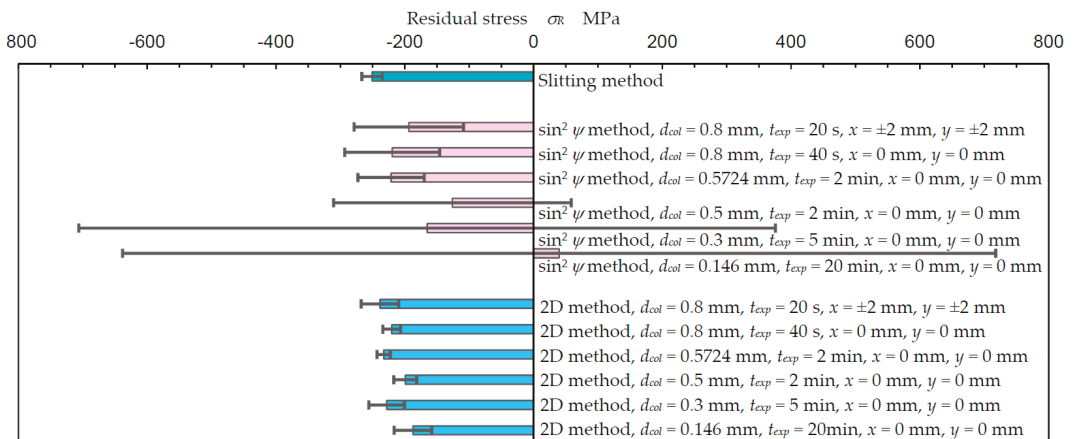 Residual stress σR MPa
800 -600 -400 -200 0 200 400 600 800
Slitting method
sin² ψ method, dcol = 0.8 mm, texp = 20 s, x = ±2 mm, y = ±2 mm
sin² ψ method, dcol = 0.8 mm, texp = 40 s, x = 0 mm, y = 0 mm
sin² ψ method, dcol = 0.5724 mm, texp = 2 min, x = 0 mm, y = 0 mm
sin² ψ method, dcol = 0.5 mm, texp = 2 min, x = 0 mm, y = 0 mm
sin² ψ method, dcol = 0.3 mm, texp = 5 min, x = 0 mm, y = 0 mm
sin² ψ method, dcol = 0.146 mm, texp = 20 min, x = 0 mm, y = 0 mm
2D method, dcol = 0.8 mm, texp = 20 s, x = ±2 mm, y = ±2 mm
2D method, dcol = 0.8 mm, texp = 40 s, x = 0 mm, y = 0 mm
2D method, dcol = 0.5724 mm, texp = 2 min, x = 0 mm, y = 0 mm
2D method, dcol = 0.5 mm, texp = 2 min, x = 0 mm, y = 0 mm
2D method, dcol = 0.3 mm, texp = 5 min, x = 0 mm, y = 0 mm
2D method, dcol = 0.146 mm, texp = 20min, x = 0 mm, y = 0 mm